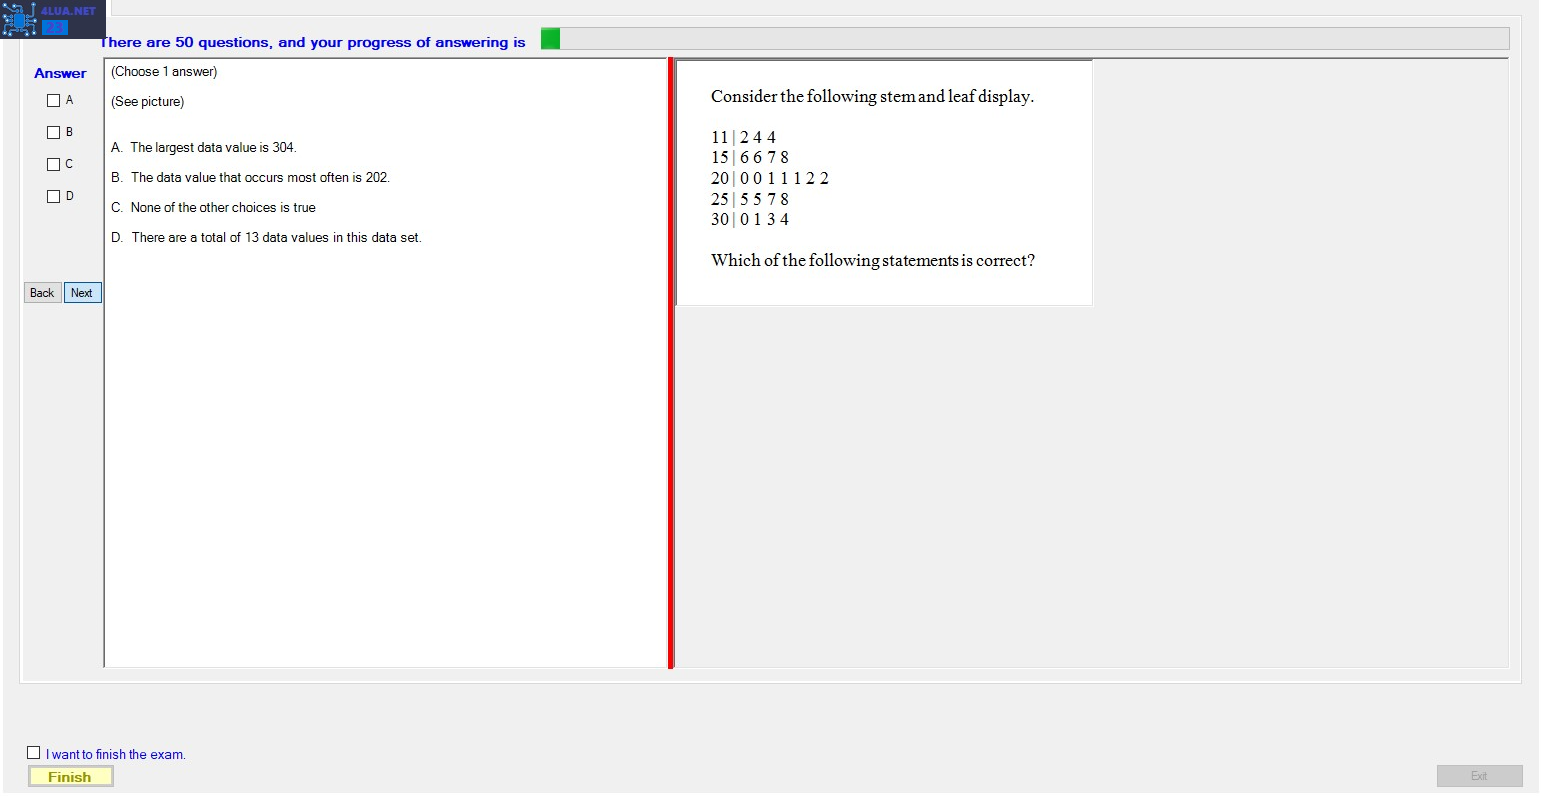 4LUA.NET
23
There are 50 questions, and your progress of answering is
Answer
A
B
C
D
Back Next
(Choose 1 answer)
(See picture)
A. The largest data value is 304.
B. The data value that occurs most often is 202.
C. None of the other choices is true
D. There are a total of 13 data values in this data set.
Consider the following stem and leaf display.
11| 2 4 4
15| 6 6 7 8
20| 0 0 1 1 1 2 2
25| 5 5 7 8
30| 0 1 3 4
Which of the following statements is correct?
I want to finish the exam.
Finish
Exit